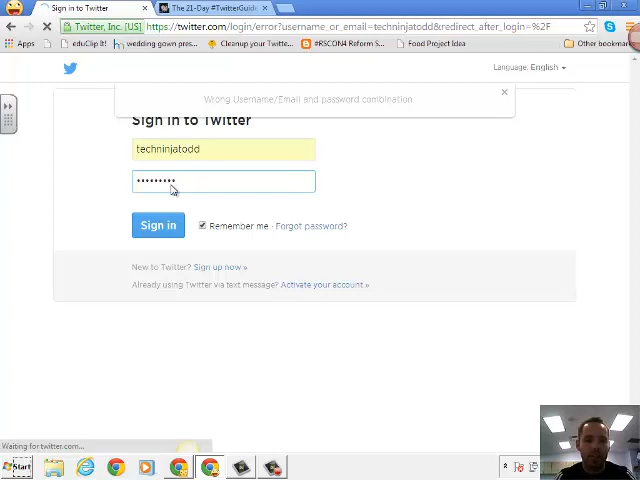 Sign in to Twitter
The 21-Day #TwitterGuide
Twitter, Inc. [US]
https://twitter.com/login/error?username_or_email=techninjatodd&redirect_after_login=%2F
Apps
eduClip It!
wedding gown pres...
Cleanup your Twitte...
#RSCON4 Reform S...
Food Project Idea
Other bookmarks
Language: English
Wrong Username/Email and password combination.
Sign in to Twitter
techninjatodd
•••••••••
Sign in
Remember me · Forgot password?
New to Twitter? Sign up now »
Already using Twitter via text message? Activate your account »
Waiting for twitter.com...
Start